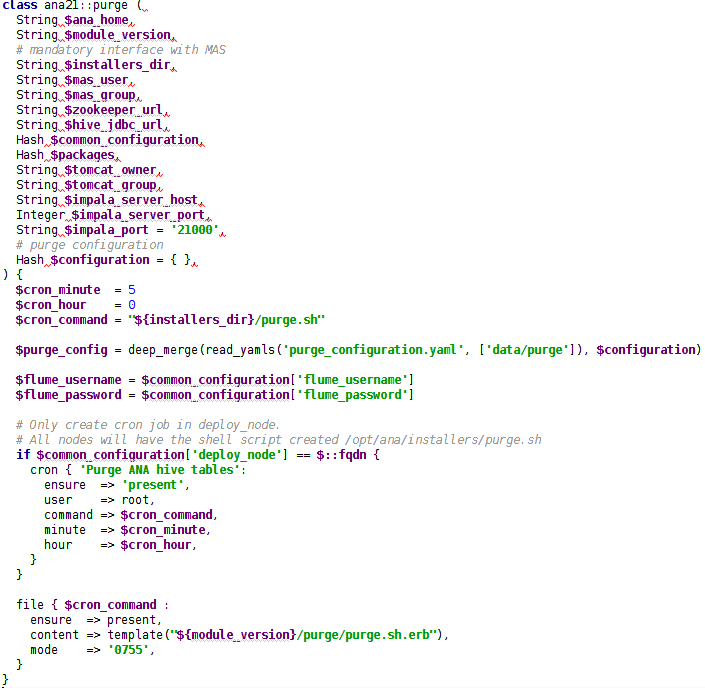 class ana21::purge (
  String $ana_home,
  String $module_version,
  # mandatory interface with MAS
  String $installers_dir,
  String $mas_user,
  String $mas_group,
  String $zookeeper_url,
  String $hive_jdbc_url,
  Hash $common_configuration,
  Hash $packages,
  String $tomcat_owner,
  String $tomcat_group,
  String $impala_server_host,
  Integer $impala_server_port,
  String $impala_port = '21000',
  # purge configuration
  Hash $configuration = { },
) {
  $cron_minute  = 5
  $cron_hour    = 0
  $cron_command = "${installers_dir}/purge.sh"

  $purge_config = deep_merge(read_yamls('purge_configuration.yaml', ['data/purge']), $configuration)

  $flume_username = $common_configuration['flume_username']
  $flume_password = $common_configuration['flume_password']

  # Only create cron job in deploy_node.
  # All nodes will have the shell script created /opt/ana/installers/purge.sh
  if $common_configuration['deploy_node'] == $::fqdn {
    cron { 'Purge ANA hive tables':
      ensure  => 'present',
      user    => root,
      command => $cron_command,
      minute  => $cron_minute,
      hour    => $cron_hour,
    }
  }

  file { $cron_command :
    ensure  => present,
    content => template("${module_version}/purge/purge.sh.erb"),
    mode    => '0755',
  }
}